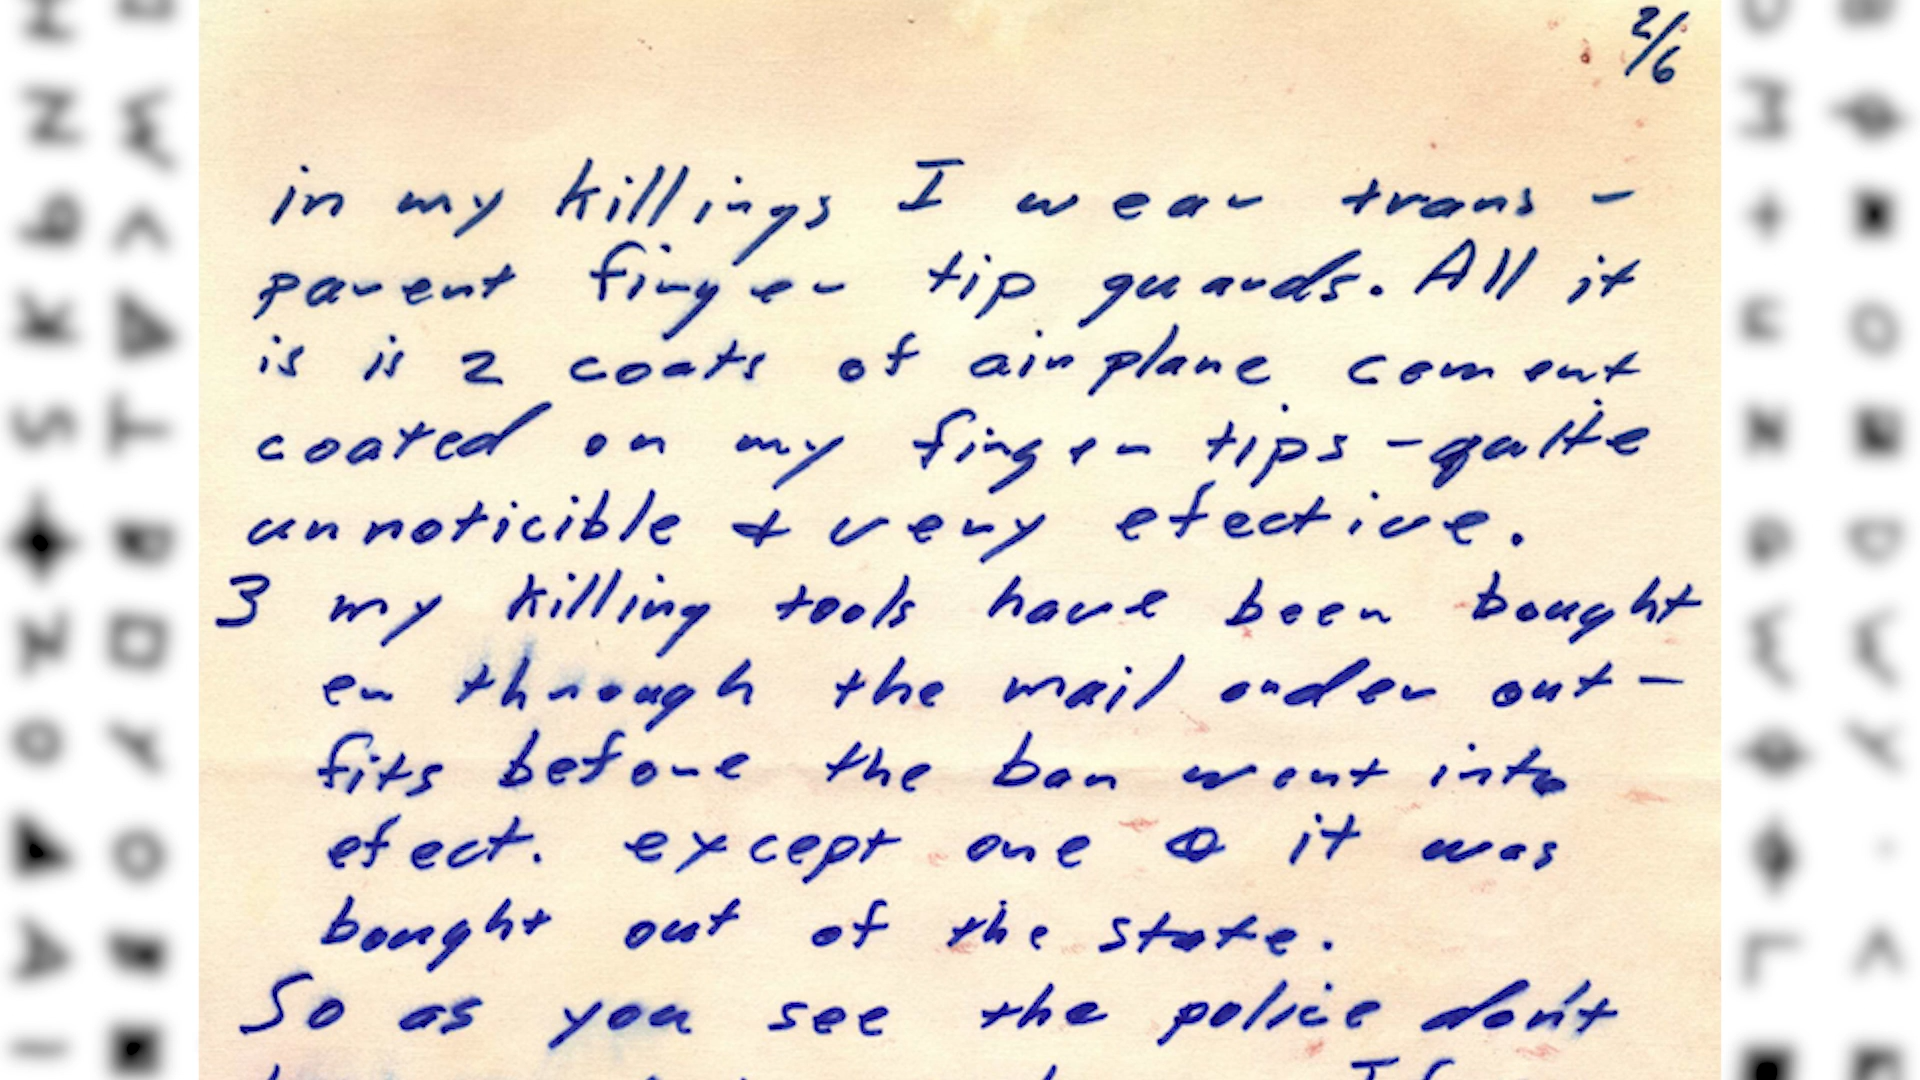 2/6
in my killings I wear trans-
parent finger tip guards. All it
is is 2 coats of airplane cement
coated on my finger tips - quite
unnoticible & very efective.
3 my killing tools have been bought
en through the mail order out-
fits before the ban went into
efect. except one & it was
bought out of the state.
So as you see the police don't